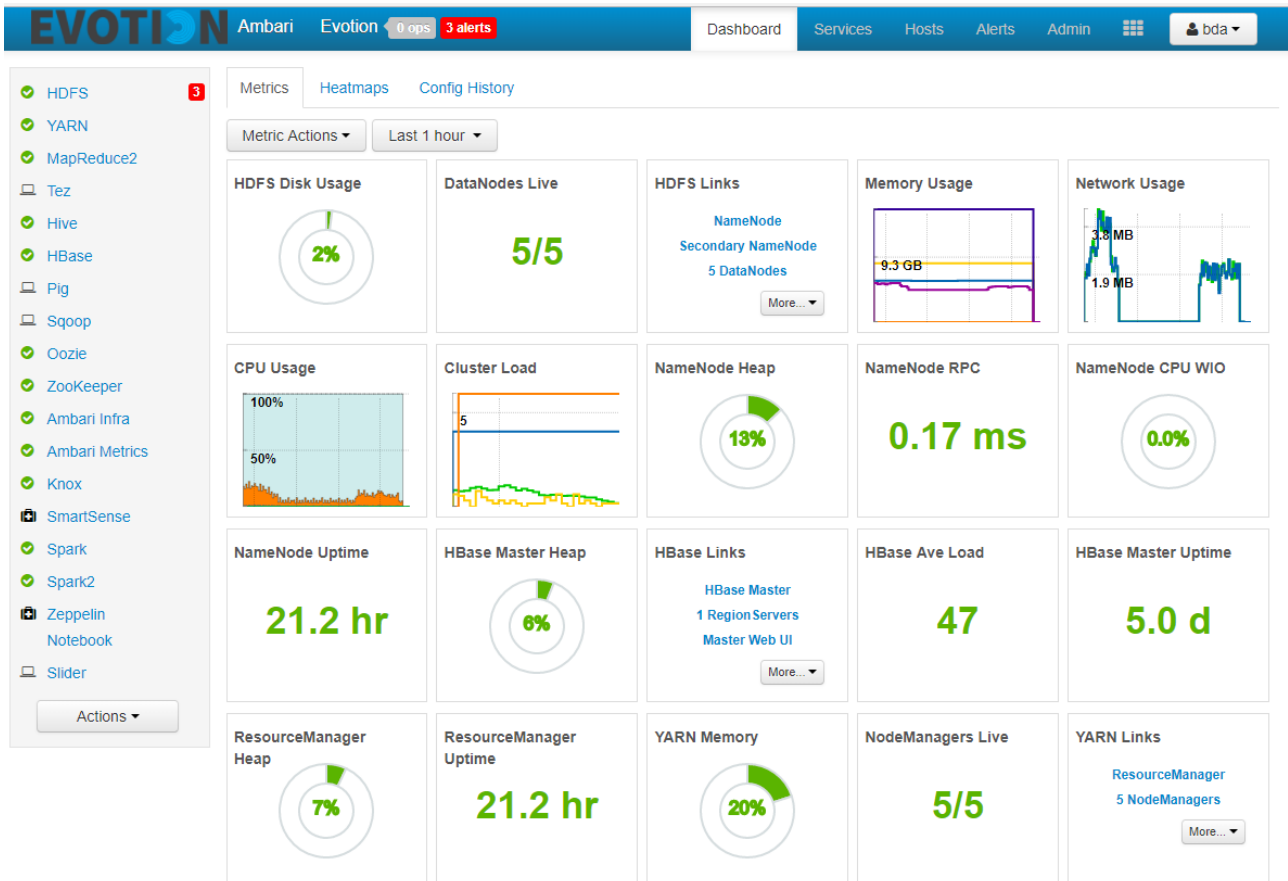 EVOTION Ambari Evotion 0 ops 3 alerts Dashboard Services Hosts Alerts Admin bda
HDFS 3
YARN
MapReduce2
Tez
Hive
HBase
Pig
Sqoop
Oozie
ZooKeeper
Ambari Infra
Ambari Metrics
Knox
SmartSense
Spark
Spark2
Zeppelin
Notebook
Slider
Actions
Metrics Heatmaps Config History
Metric Actions Last 1 hour
HDFS Disk Usage
2%
DataNodes Live
5/5
HDFS Links
NameNode
Secondary NameNode
5 DataNodes
More...
Memory Usage
9.3 GB
Network Usage
3.8 MB
1.9 MB
CPU Usage
100%
50%
Cluster Load
5
NameNode Heap
13%
NameNode RPC
0.17 ms
NameNode CPU WIO
0.0%
NameNode Uptime
21.2 hr
HBase Master Heap
6%
HBase Links
HBase Master
1 RegionServers
Master Web UI
More...
HBase Ave Load
47
HBase Master Uptime
5.0 d
ResourceManager
Heap
7%
ResourceManager
Uptime
21.2 hr
YARN Memory
20%
NodeManagers Live
5/5
YARN Links
ResourceManager
5 NodeManagers
More...